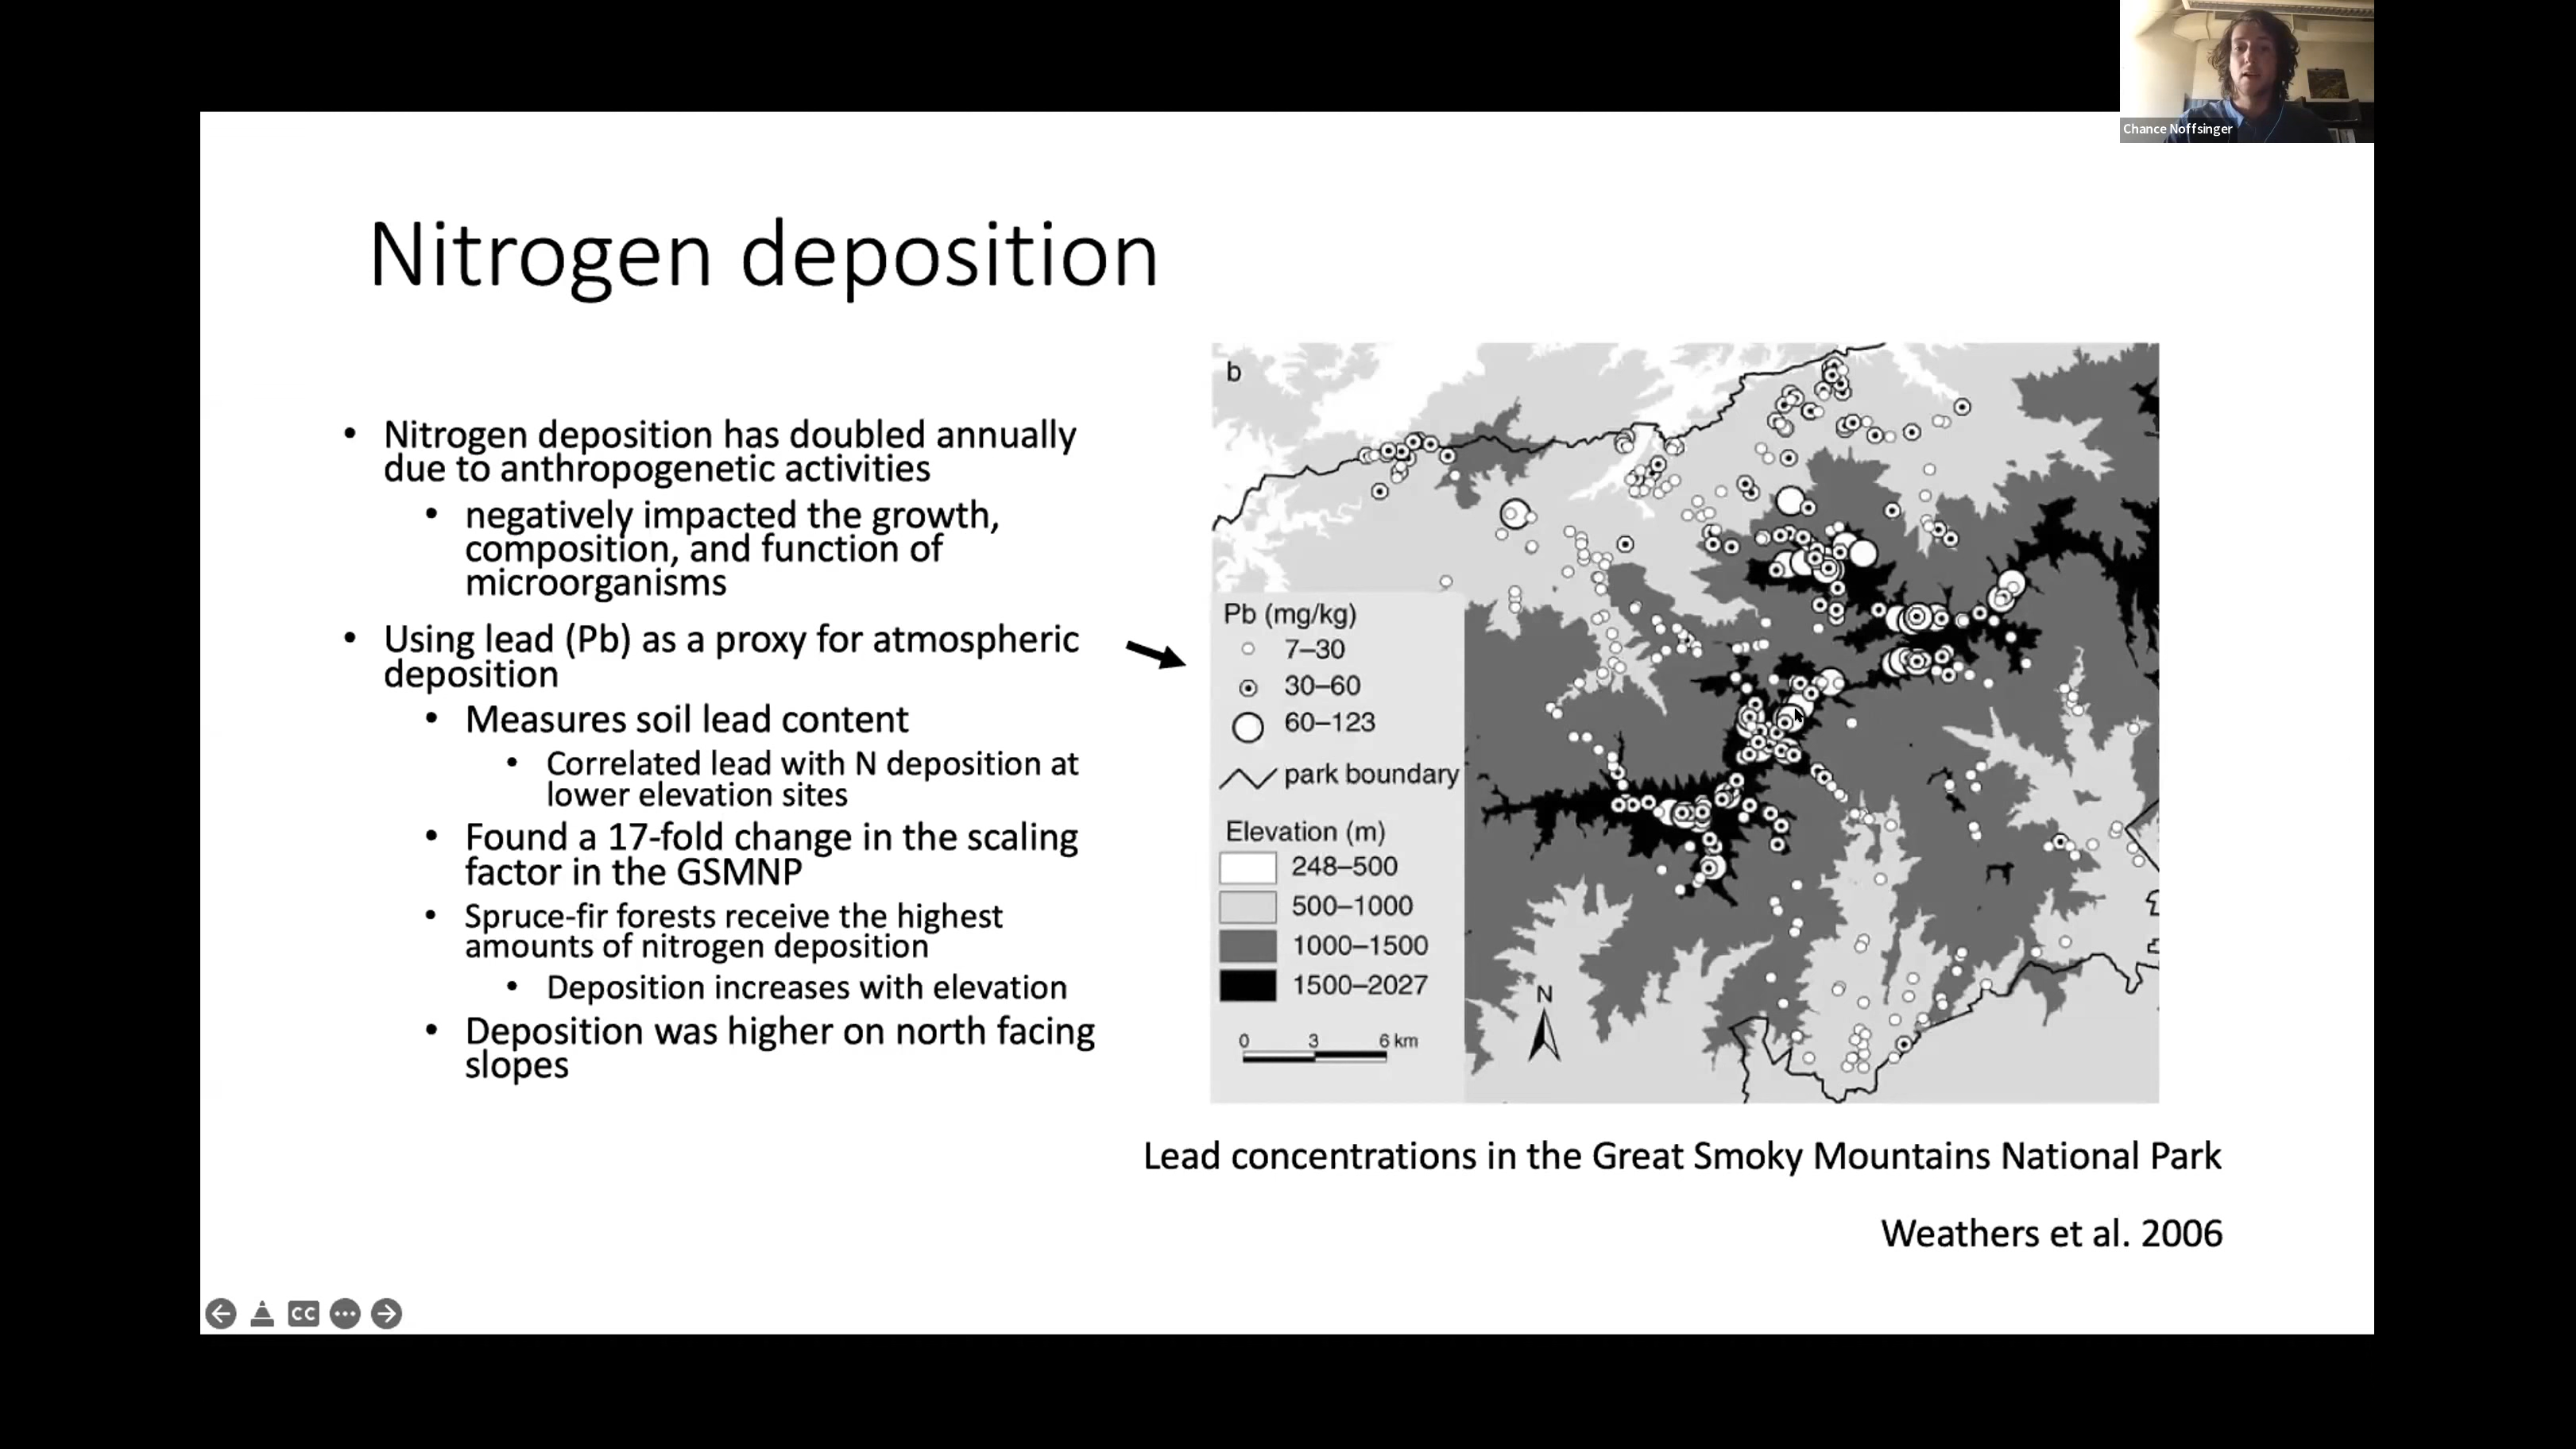 Chance Noffsinger
Nitrogen deposition
• Nitrogen deposition has doubled annually
due to anthropogenetic activities
• negatively impacted the growth,
composition, and function of
microorganisms
• Using lead (Pb) as a proxy for atmospheric
deposition
• Measures soil lead content
• Correlated lead with N deposition at
lower elevation sites
• Found a 17-fold change in the scaling
factor in the GSMNP
• Spruce-fir forests receive the highest
amounts of nitrogen deposition
• Deposition increases with elevation
• Deposition was higher on north facing
slopes
b
Pb (mg/kg)
7–30
30–60
60–123
park boundary
Elevation (m)
248–500
500–1000
1000–1500
1500–2027
N
0 3 6 km
Lead concentrations in the Great Smoky Mountains National Park
Weathers et al. 2006
CC